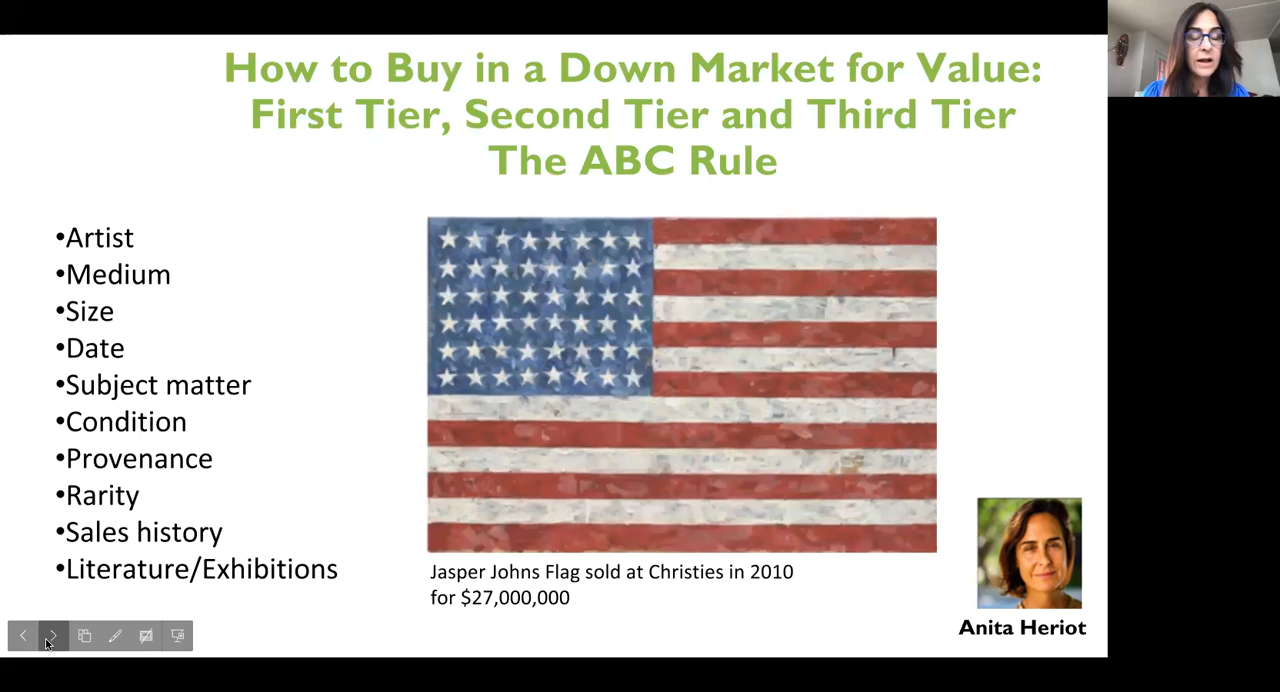 How to Buy in a Down Market for Value:
First Tier, Second Tier and Third Tier
The ABC Rule
•Artist
•Medium
•Size
•Date
•Subject matter
•Condition
•Provenance
•Rarity
•Sales history
•Literature/Exhibitions
Jasper Johns Flag sold at Christies in 2010
for $27,000,000
Anita Heriot